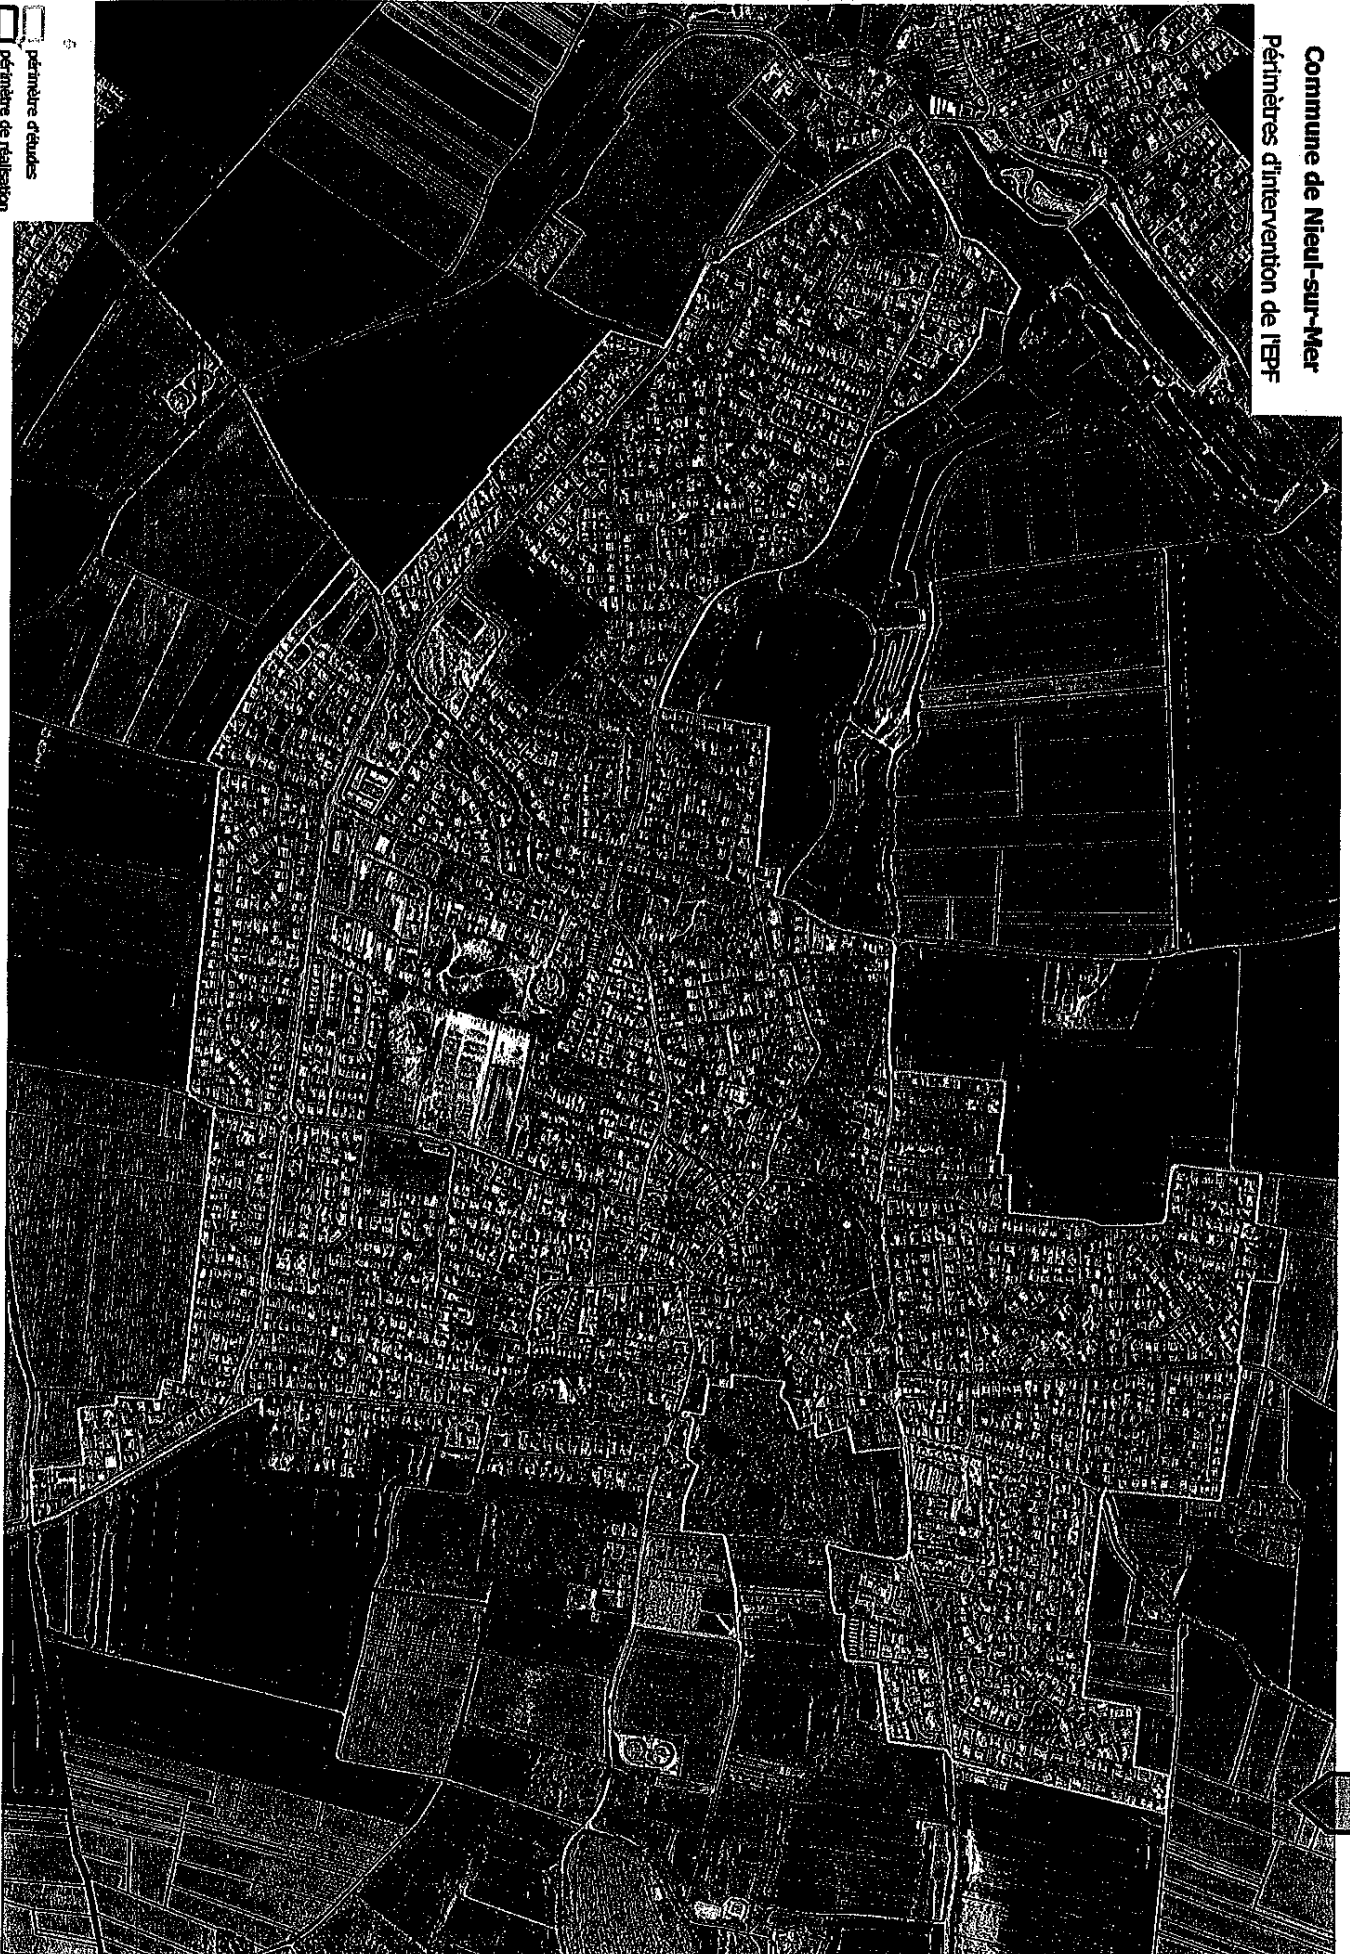 Commune de Nieul-sur-Mer
Périmètres d'intervention de l'EPF
périmètre d'études
périmètre de réalisation